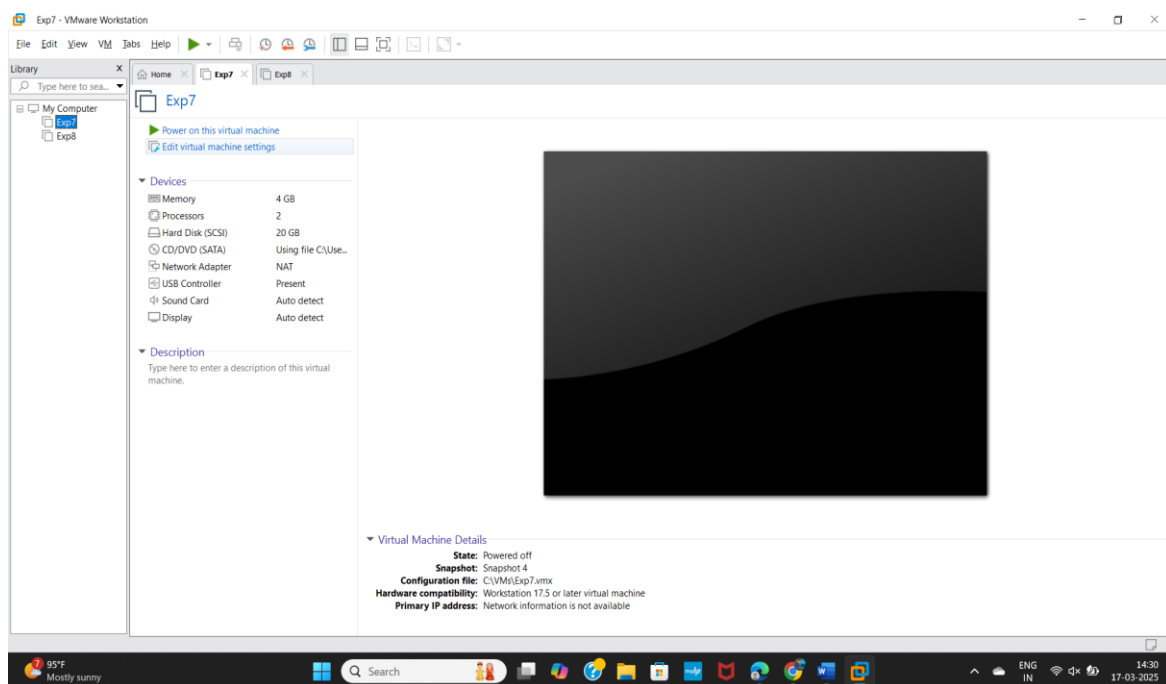 Exp7 - VMware Workstation
File Edit View VM Tabs Help
Library X
Type here to sea...
My Computer
Exp7
Exp8
Home Exp7 Exp8
Exp7
Power on this virtual machine
Edit virtual machine settings
Devices
Memory 4 GB
Processors 2
Hard Disk (SCSI) 20 GB
CD/DVD (SATA) Using file C:\Use...
Network Adapter NAT
USB Controller Present
Sound Card Auto detect
Display Auto detect
Description
Type here to enter a description of this virtual
machine.
Virtual Machine Details
State: Powered off
Snapshot: Snapshot 4
Configuration file: C:\VMs\Exp7.vmx
Hardware compatibility: Workstation 17.5 or later virtual machine
Primary IP address: Network information is not available
7
95°F
Mostly sunny
Search
ENG
IN
14:30
17-03-2025